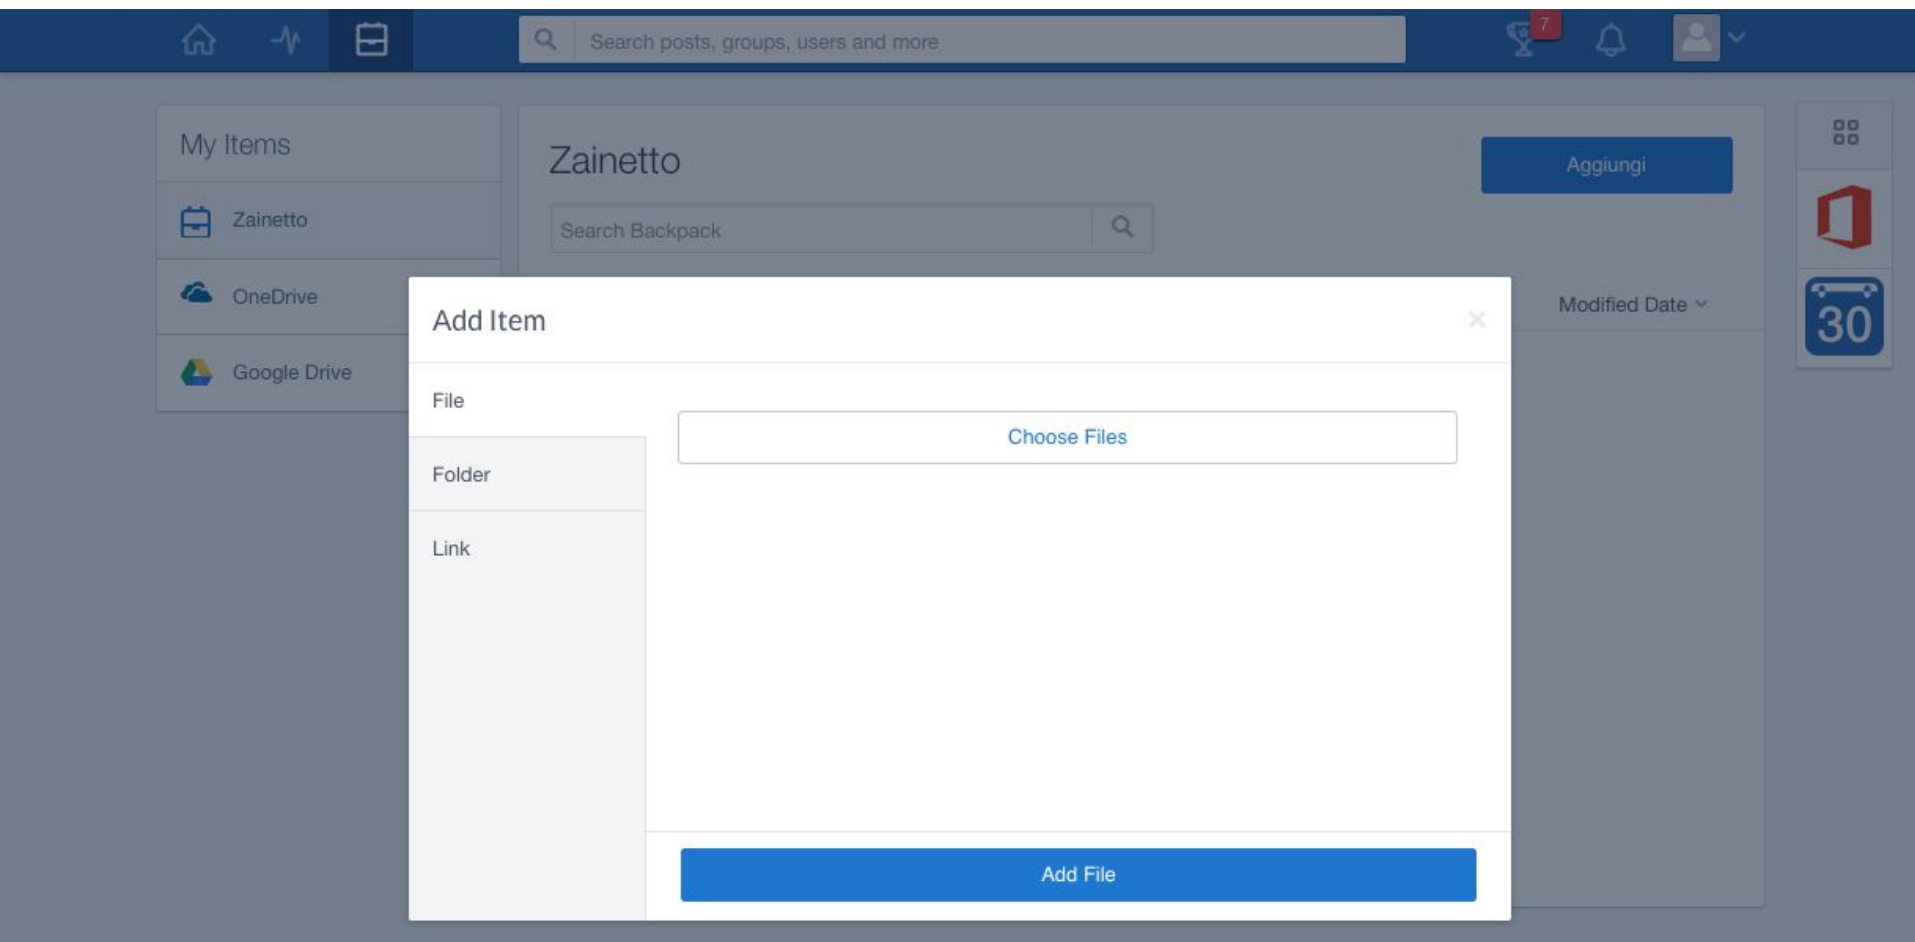 Search posts, groups, users and more
7
My Items
Zainetto
OneDrive
Google Drive
Zainetto
Aggiungi
Search Backpack
Modified Date
30
Add Item
File
Folder
Link
Choose Files
Add File